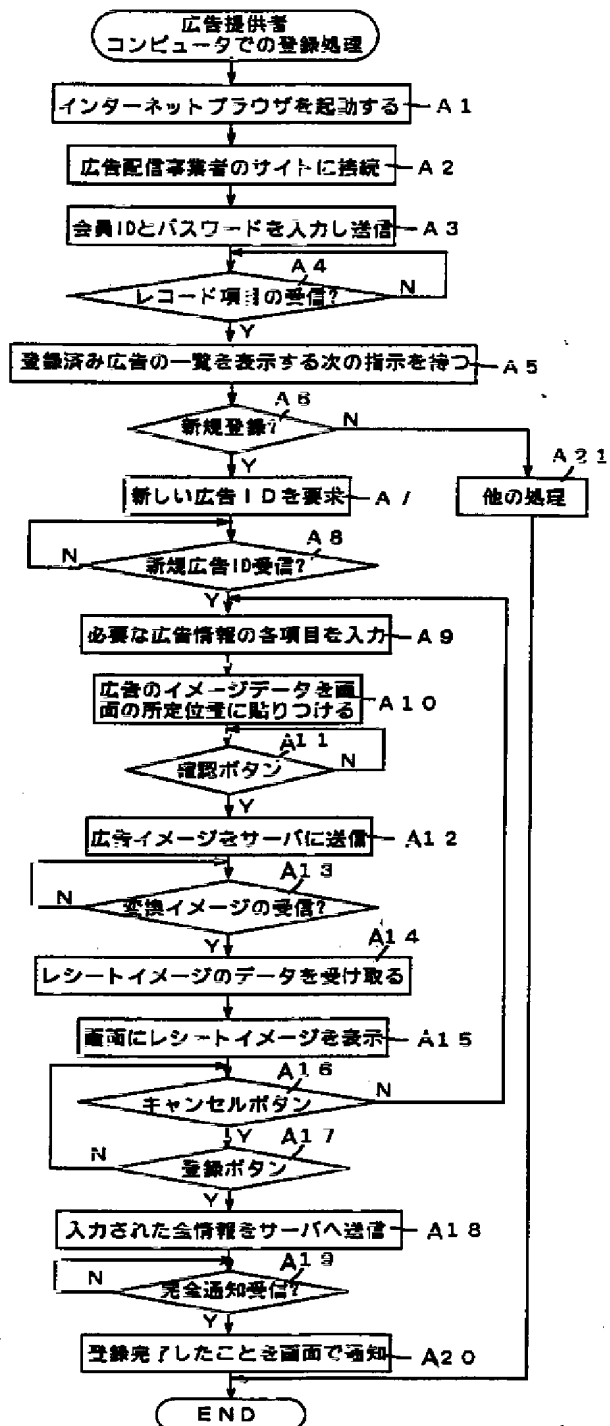 広告提供者
コンピュータでの登録処理
インターネットブラウザを起動する A1
広告配信事業者のサイトに接続 A2
会員IDとパスワードを入力し送信 A3
A4
レコード項目の受信? N
Y
登録済み広告の一覧を表示する次の指示を待つ A5
A6
新規登録? N
Y
A21
新しい広告IDを要求 A7
他の処理
A8
N 新規広告ID受信?
Y
必要な広告情報の各項目を入力 A9
広告のイメージデータを画
面の所定位置に貼りつける A10
A11
確認ボタン N
Y
広告イメージをサーバに送信 A12
A13
N 変換イメージの受信?
Y
A14
レシートイメージのデータを受け取る
画面にレシートイメージを表示 A15
A16
キャンセルボタン N
Y
A17
N 登録ボタン
Y
入力された全情報をサーバへ送信 A18
A19
N 完全通知受信?
Y
登録完了したことを画面で通知 A20
END